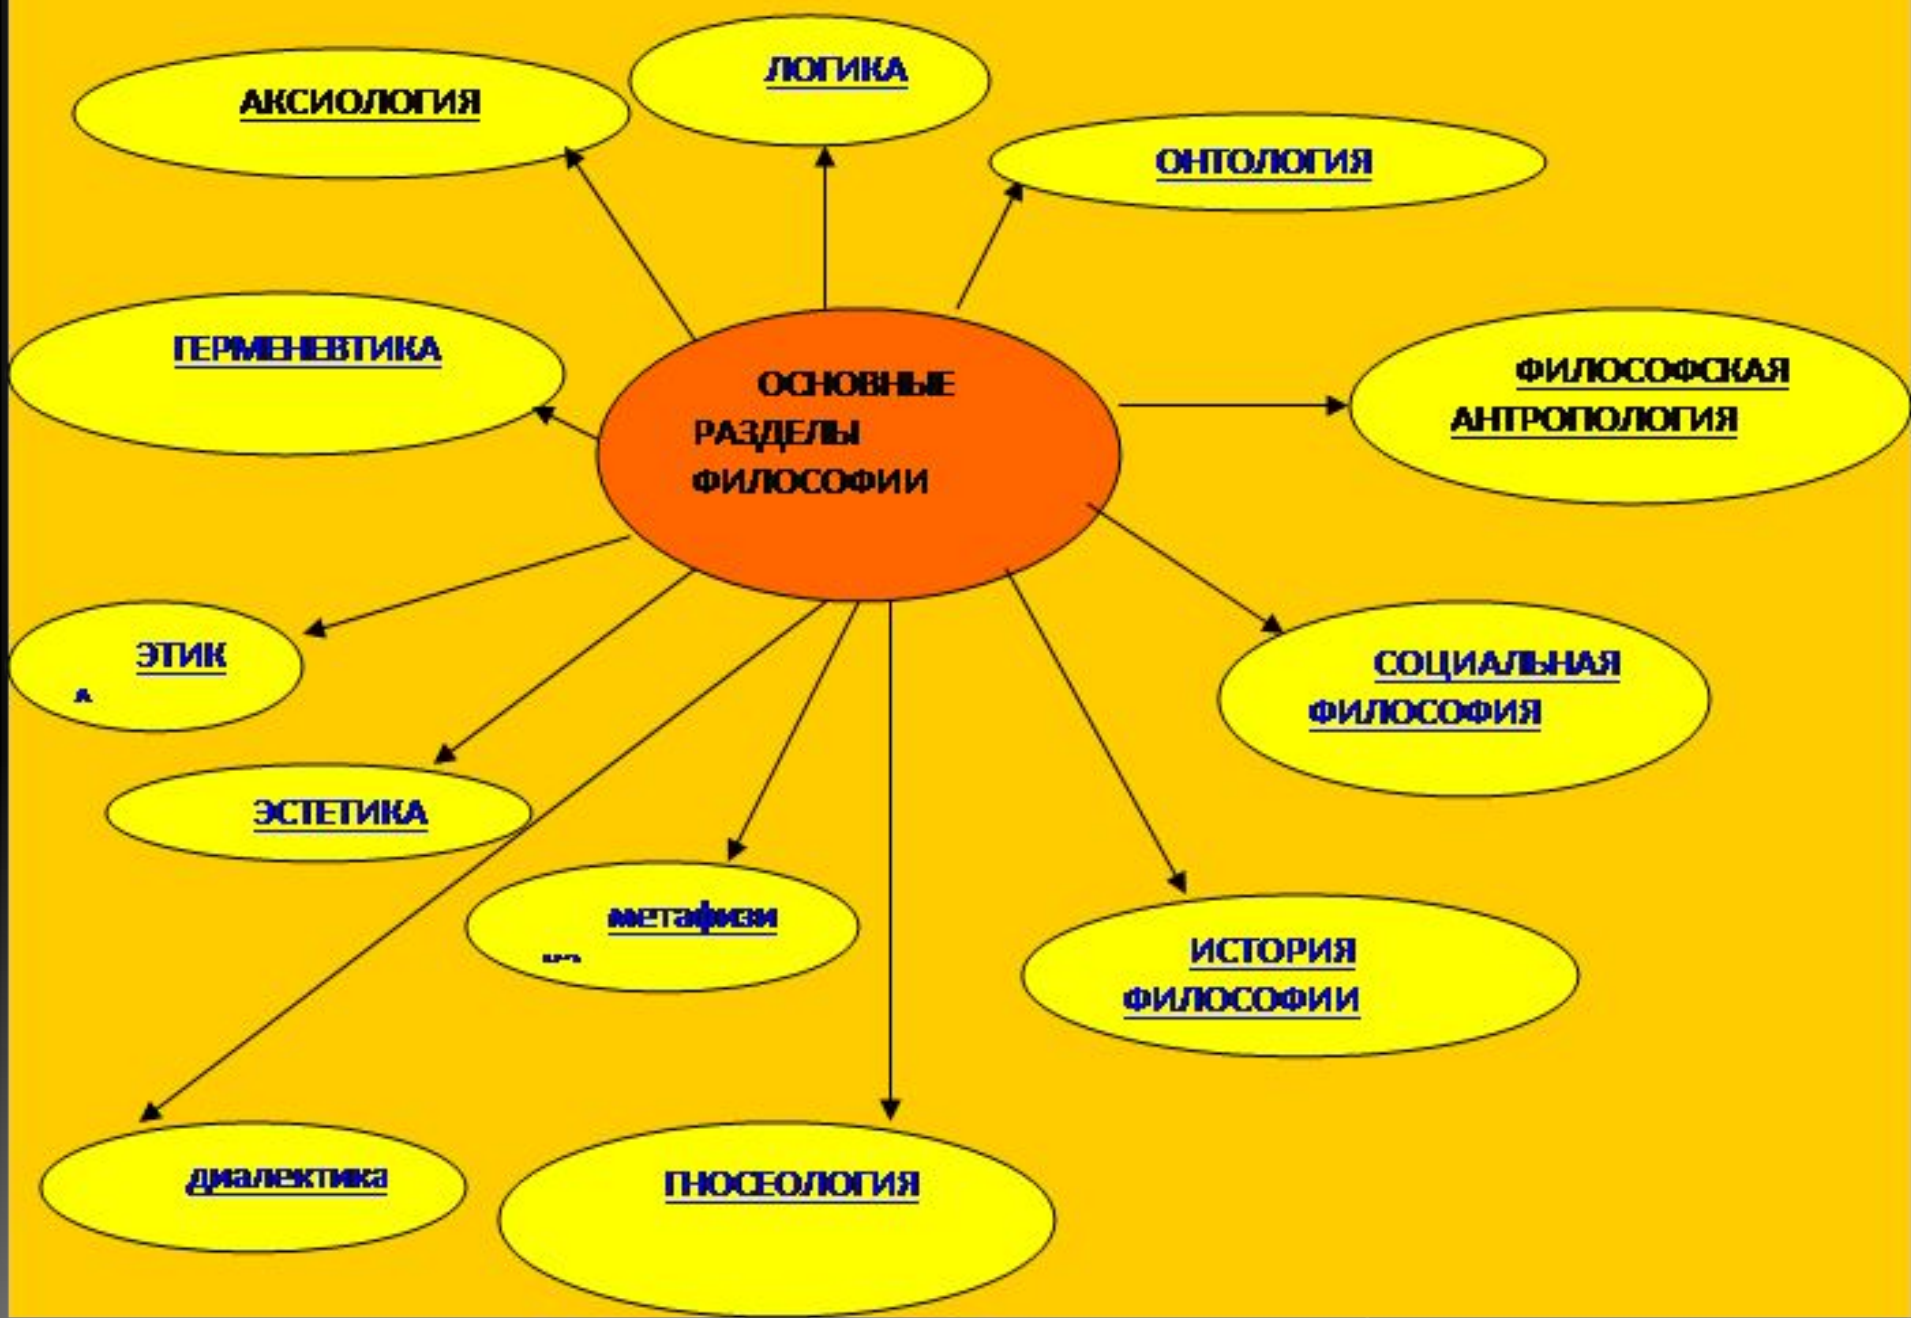 АКСИОЛОГИЯ
ЛОГИКА
ОНТОЛОГИЯ
ГЕРМЕНЕВТИКА
ОСНОВНЫЕ
РАЗДЕЛЫ
ФИЛОСОФИИ
ФИЛОСОФСКАЯ
АНТРОПОЛОГИЯ
ЭТИК
А
СОЦИАЛЬНАЯ
ФИЛОСОФИЯ
ЭСТЕТИКА
метафизи
ИСТОРИЯ
ФИЛОСОФИИ
диалектика
ГНОСЕОЛОГИЯ